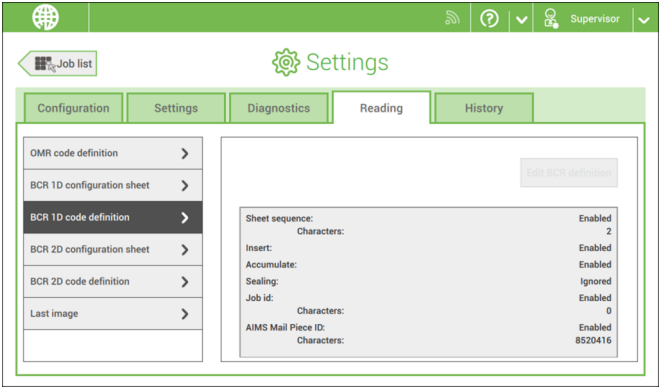 Supervisor
Job list
Settings
Configuration
Settings
Diagnostics
Reading
History
OMR code definition
BCR 1D configuration sheet
BCR 1D code definition
BCR 2D configuration sheet
BCR 2D code definition
Last image
Edit BCR definition
Sheet sequence: Enabled
Characters: 2
Insert: Enabled
Accumulate: Enabled
Sealing: Ignored
Job id: Enabled
Characters: 0
AIMS Mail Piece ID: Enabled
Characters: 8520416